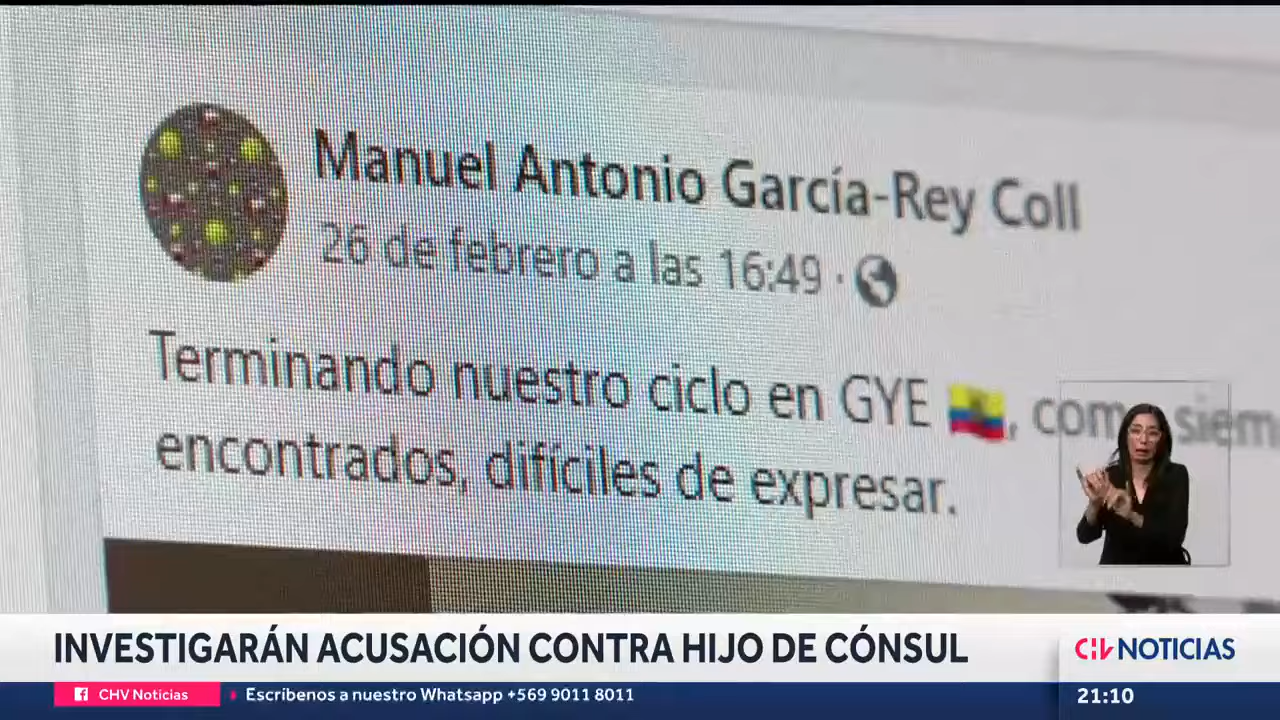 Manuel Antonio García-Rey Coll
26 de febrero a las 16:49 ·
Terminando nuestro ciclo en GYE , como siem
encontrados, difíciles de expresar.
INVESTIGARÁN ACUSACIÓN CONTRA HIJO DE CÓNSUL
CHV NOTICIAS
CHV Noticias
Escríbenos a nuestro Whatsapp +569 9011 8011
21:10